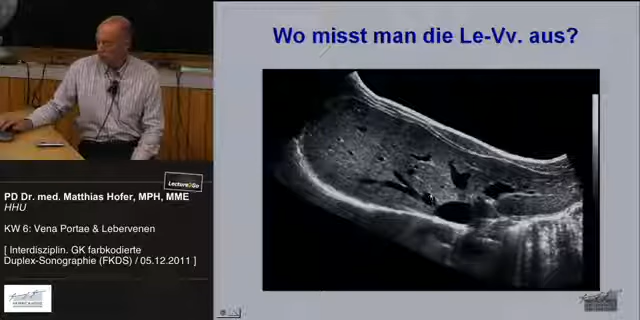 Wo misst man die Le-Vv. aus?
Lecture2Go
PD Dr. med. Matthias Hofer, MPH, MME
HHU
KW 6: Vena Portae & Lebervenen
[ Interdisziplin. GK farbkodierte
Duplex-Sonographie (FKDS) / 05.12.2011 ]